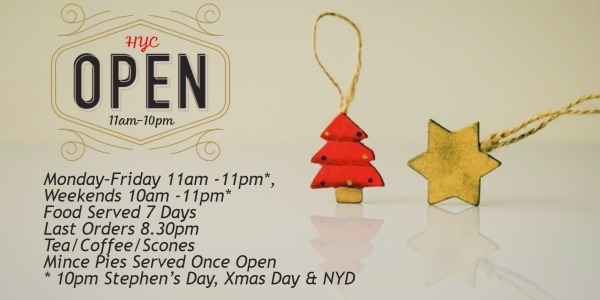 HYC
OPEN
11am-10pm
Monday-Friday 11am -11pm*,
Weekends 10am -11pm*
Food Served 7 Days
Last Orders 8.30pm
Tea/Coffee/Scones
Mince Pies Served Once Open
* 10pm Stephen's Day, Xmas Day & NYD